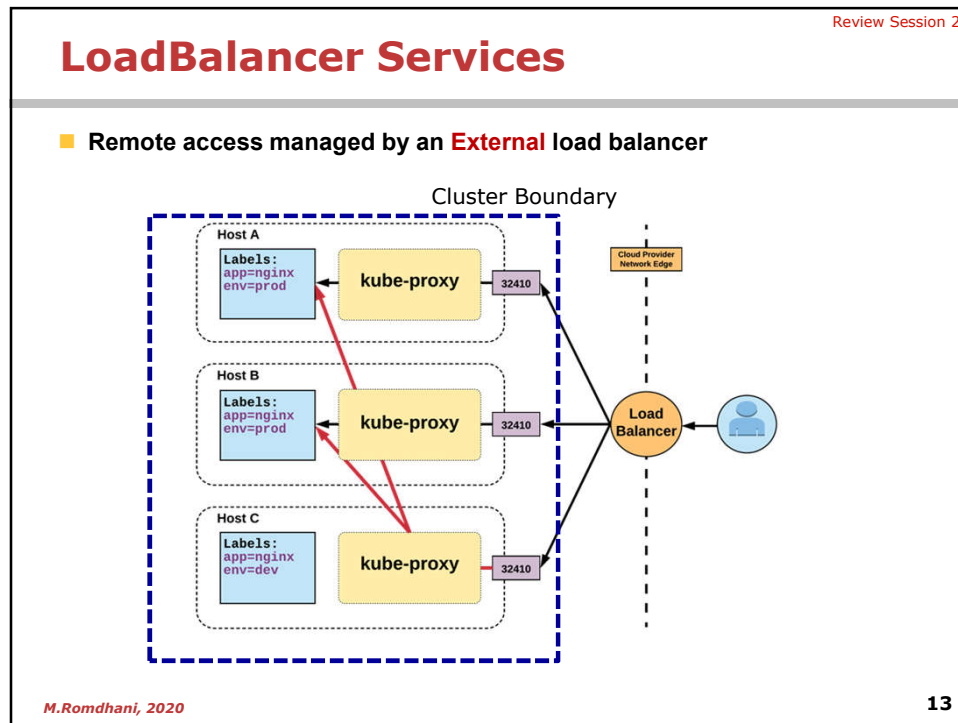 Review Session 2
LoadBalancer Services
Remote access managed by an External load balancer
Cluster Boundary
Host A
Labels:
app=nginx
env=prod
kube-proxy
32410
Cloud Provider
Network Edge
Host B
Labels:
app=nginx
env=prod
kube-proxy
32410
Load
Balancer
Host C
Labels:
app=nginx
env=dev
kube-proxy
32410
M.Romdhani, 2020
13